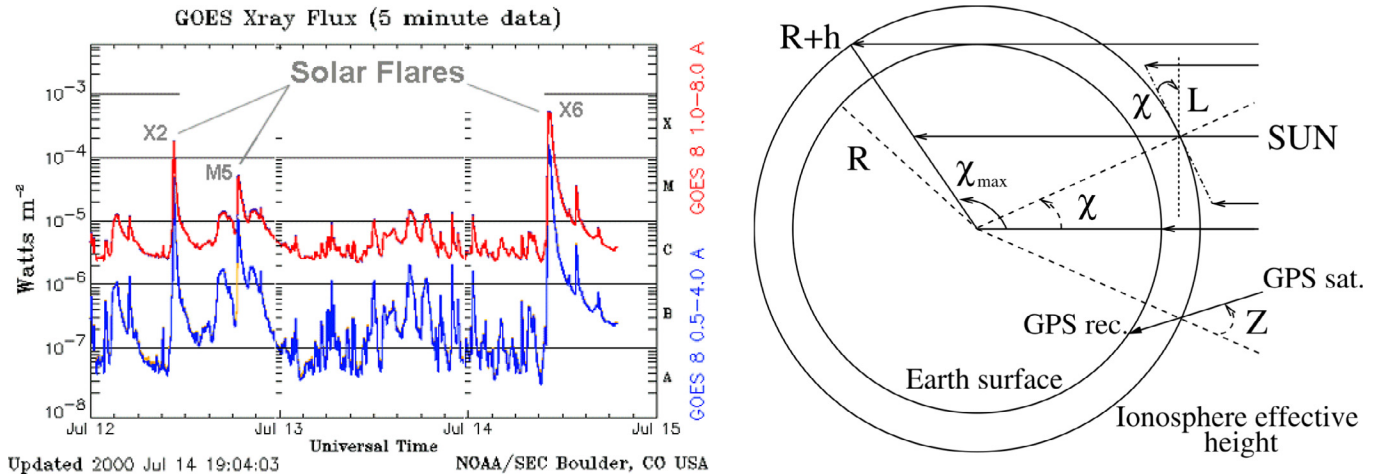 GOES Xray Flux (5 minute data)
Solar Flares
X2
M5
X6
10⁻³
10⁻⁴
10⁻⁵
10⁻⁶
10⁻⁷
10⁻⁸
Watts m⁻²
X
M
C
B
A
GOES 8 1.0–8.0 A
GOES 8 0.5–4.0 A
Jul 12
Jul 13
Jul 14
Jul 15
Universal Time
Updated 2000 Jul 14 19:04:03
NOAA/SEC Boulder, CO USA
R+h
χ
L
SUN
R
χmax
χ
GPS sat.
GPS rec.
Z
Earth surface
Ionosphere effective
height